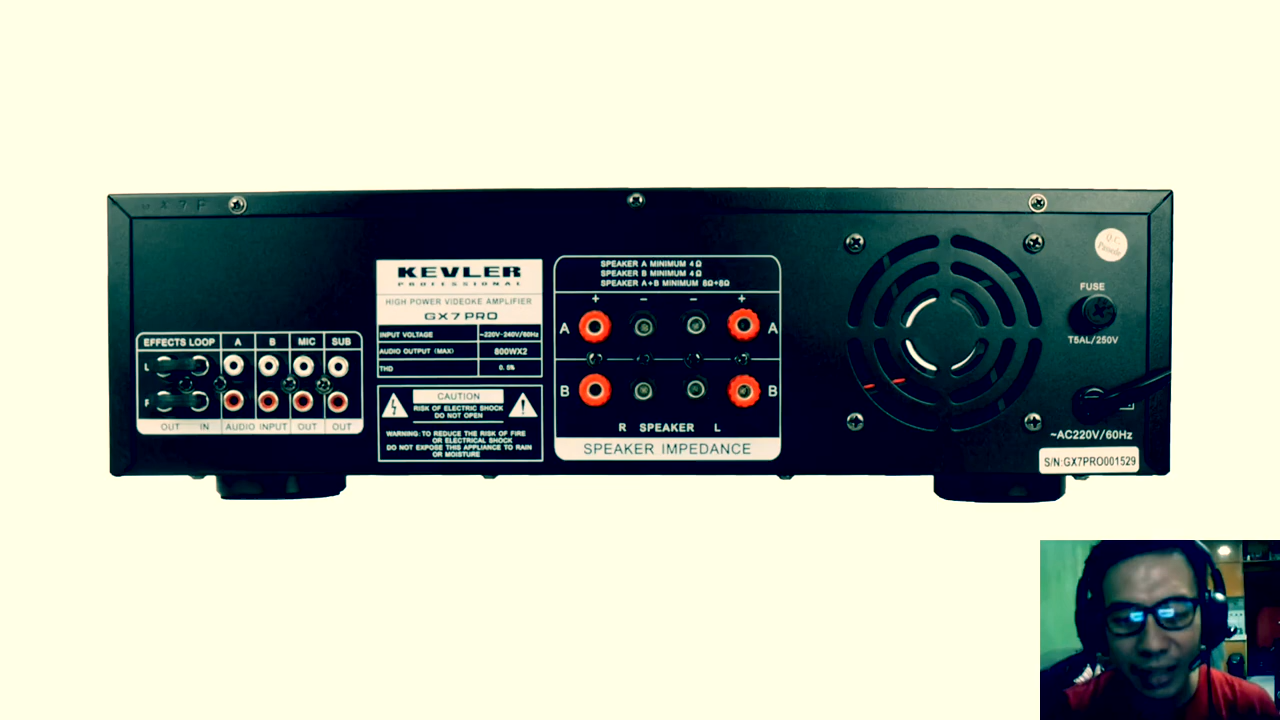 EFFECTS LOOP A B MIC SUB
L
R
OUT IN AUDIO INPUT OUT OUT
KEVLER
PROFESSIONAL
HIGH POWER VIDEOKE AMPLIFIER
GX7 PRO
INPUT VOLTAGE ~220V-240V/60Hz
AUDIO OUTPUT (MAX) 800WX2
THD 0.5%
CAUTION
RISK OF ELECTRIC SHOCK
DO NOT OPEN
WARNING: TO REDUCE THE RISK OF FIRE
OR ELECTRICAL SHOCK
DO NOT EXPOSE THIS APPLIANCE TO RAIN
OR MOISTURE
SPEAKER A MINIMUM 4Ω
SPEAKER B MINIMUM 4Ω
SPEAKER A+B MINIMUM 8Ω+8Ω
+ − − +
A A
B B
R SPEAKER L
SPEAKER IMPEDANCE
Q.C.
Passed
FUSE
T5AL/250V
~AC220V/60Hz
S/N:GX7PRO001529